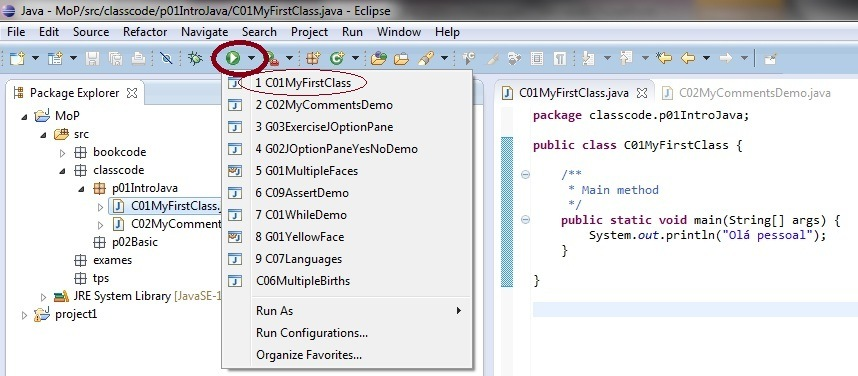 Java - MoP/src/classcode/p01IntroJava/C01MyFirstClass.java - Eclipse
File Edit Source Refactor Navigate Search Project Run Window Help
Package Explorer
MoP
src
bookcode
classcode
p01IntroJava
C01MyFirstClass.
C02MyComment
p02Basic
exames
tps
JRE System Library [JavaSE-1
project1
1 C01MyFirstClass
2 C02MyCommentsDemo
3 G03ExerciseJOptionPane
4 G02JOptionPaneYesNoDemo
5 G01MultipleFaces
6 C09AssertDemo
7 C01WhileDemo
8 G01YellowFace
9 C07Languages
C06MultipleBirths
Run As
Run Configurations...
Organize Favorites...
C01MyFirstClass.java
C02MyCommentsDemo.java
package classcode.p01IntroJava;
public class C01MyFirstClass {
/**
* Main method
*/
public static void main(String[] args) {
System.out.println("Olá pessoal");
}
}